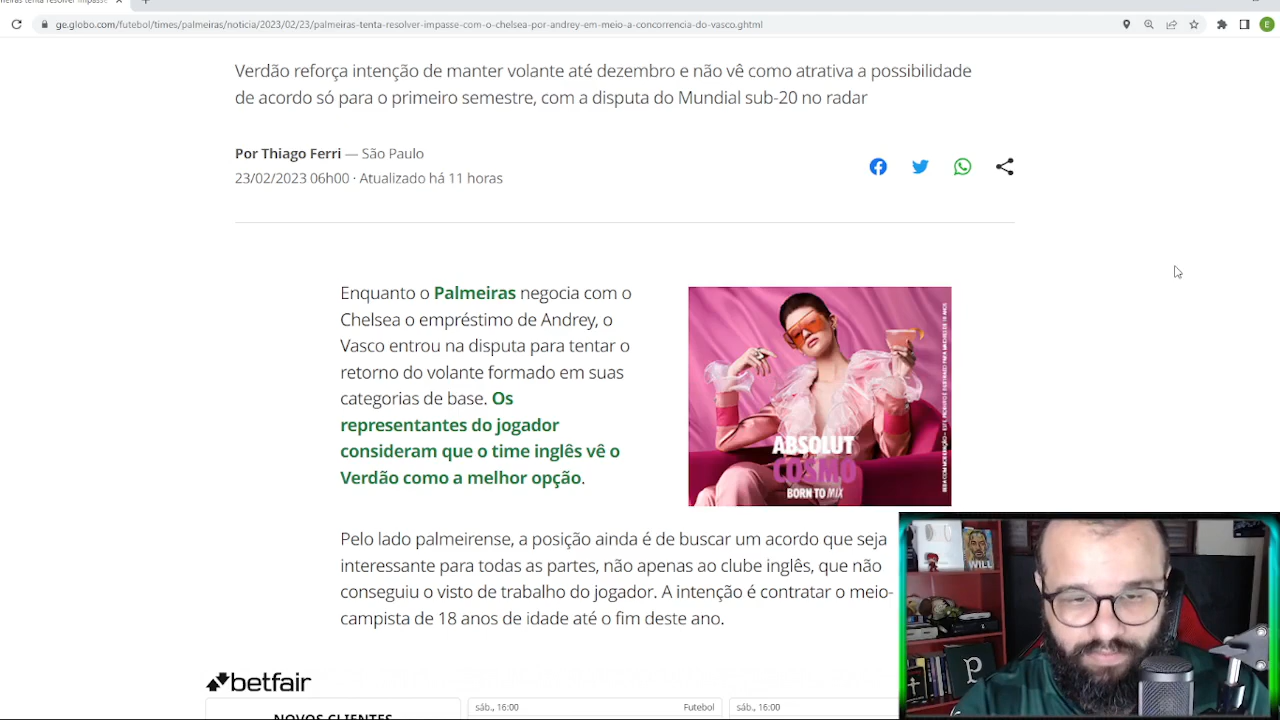 ge.globo.com/futebol/times/palmeiras/noticia/2023/02/23/palmeiras-tenta-resolver-impasse-com-o-chelsea-por-andrey-em-meio-a-concorrencia-do-vasco.ghtml
E
Verdão reforça intenção de manter volante até dezembro e não vê como atrativa a possibilidade
de acordo só para o primeiro semestre, com a disputa do Mundial sub-20 no radar
Por Thiago Ferri — São Paulo
23/02/2023 06h00 · Atualizado há 11 horas
Enquanto o Palmeiras negocia com o
Chelsea o empréstimo de Andrey, o
Vasco entrou na disputa para tentar o
retorno do volante formado em suas
categorias de base. Os
representantes do jogador
consideram que o time inglês vê o
Verdão como a melhor opção.
ABSOLUT
COSMO
BORN TO MIX
Pelo lado palmeirense, a posição ainda é de buscar um acordo que seja
interessante para todas as partes, não apenas ao clube inglês, que não
conseguiu o visto de trabalho do jogador. A intenção é contratar o meio-
campista de 18 anos de idade até o fim deste ano.
WILL
P
betfair
NOVOS CLIENTES
sáb., 16:00
Futebol
sáb., 16:00